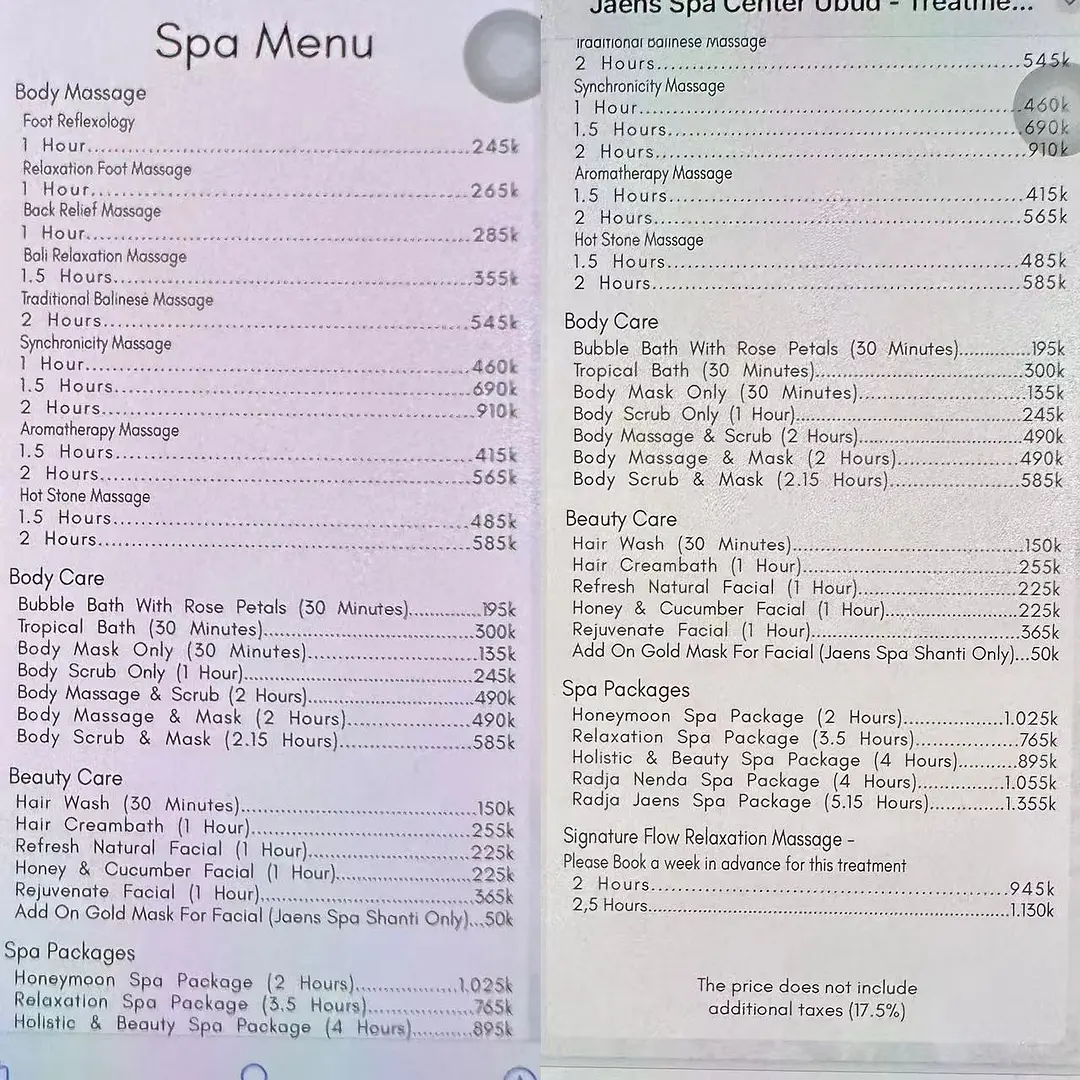 Spa Menu
Body Massage
Foot Reflexology
1 Hour..........245k
Relaxation Foot Massage
1 Hour..........265k
Back Relief Massage
1 Hour..........285k
Bali Relaxation Massage
1.5 Hours..........355k
Traditional Balinese Massage
2 Hours..........545k
Synchronicity Massage
1 Hour..........460k
1.5 Hours..........690k
2 Hours..........910k
Aromatherapy Massage
1.5 Hours..........415k
2 Hours..........565k
Hot Stone Massage
1.5 Hours..........485k
2 Hours..........585k
Body Care
Bubble Bath With Rose Petals (30 Minutes)..........195k
Tropical Bath (30 Minutes)..........300k
Body Mask Only (30 Minutes)..........135k
Body Scrub Only (1 Hour)..........245k
Body Massage & Scrub (2 Hours)..........490k
Body Massage & Mask (2 Hours)..........490k
Body Scrub & Mask (2.15 Hours)..........585k
Beauty Care
Hair Wash (30 Minutes)..........150k
Hair Creambath (1 Hour)..........255k
Refresh Natural Facial (1 Hour)..........225k
Honey & Cucumber Facial (1 Hour)..........225k
Rejuvenate Facial (1 Hour)..........365k
Add On Gold Mask For Facial (Jaens Spa Shanti Only)...50k
Spa Packages
Honeymoon Spa Package (2 Hours)..........1.025k
Relaxation Spa Package (3.5 Hours)..........765k
Holistic & Beauty Spa Package (4 Hours)..........895k
Jaens Spa Center Ubud - Treatme...
Traditional Balinese Massage
2 Hours..........545k
Synchronicity Massage
1 Hour..........460k
1.5 Hours..........690k
2 Hours..........910k
Aromatherapy Massage
1.5 Hours..........415k
2 Hours..........565k
Hot Stone Massage
1.5 Hours..........485k
2 Hours..........585k
Body Care
Bubble Bath With Rose Petals (30 Minutes)..........195k
Tropical Bath (30 Minutes)..........300k
Body Mask Only (30 Minutes)..........135k
Body Scrub Only (1 Hour)..........245k
Body Massage & Scrub (2 Hours)..........490k
Body Massage & Mask (2 Hours)..........490k
Body Scrub & Mask (2.15 Hours)..........585k
Beauty Care
Hair Wash (30 Minutes)..........150k
Hair Creambath (1 Hour)..........255k
Refresh Natural Facial (1 Hour)..........225k
Honey & Cucumber Facial (1 Hour)..........225k
Rejuvenate Facial (1 Hour)..........365k
Add On Gold Mask For Facial (Jaens Spa Shanti Only)...50k
Spa Packages
Honeymoon Spa Package (2 Hours)..........1.025k
Relaxation Spa Package (3.5 Hours)..........765k
Holistic & Beauty Spa Package (4 Hours)..........895k
Radja Nenda Spa Package (4 Hours)..........1.055k
Radja Jaens Spa Package (5.15 Hours)..........1.355k
Signature Flow Relaxation Massage -
Please Book a week in advance for this treatment
2 Hours..........945k
2,5 Hours..........1.130k
The price does not include
additional taxes (17.5%)